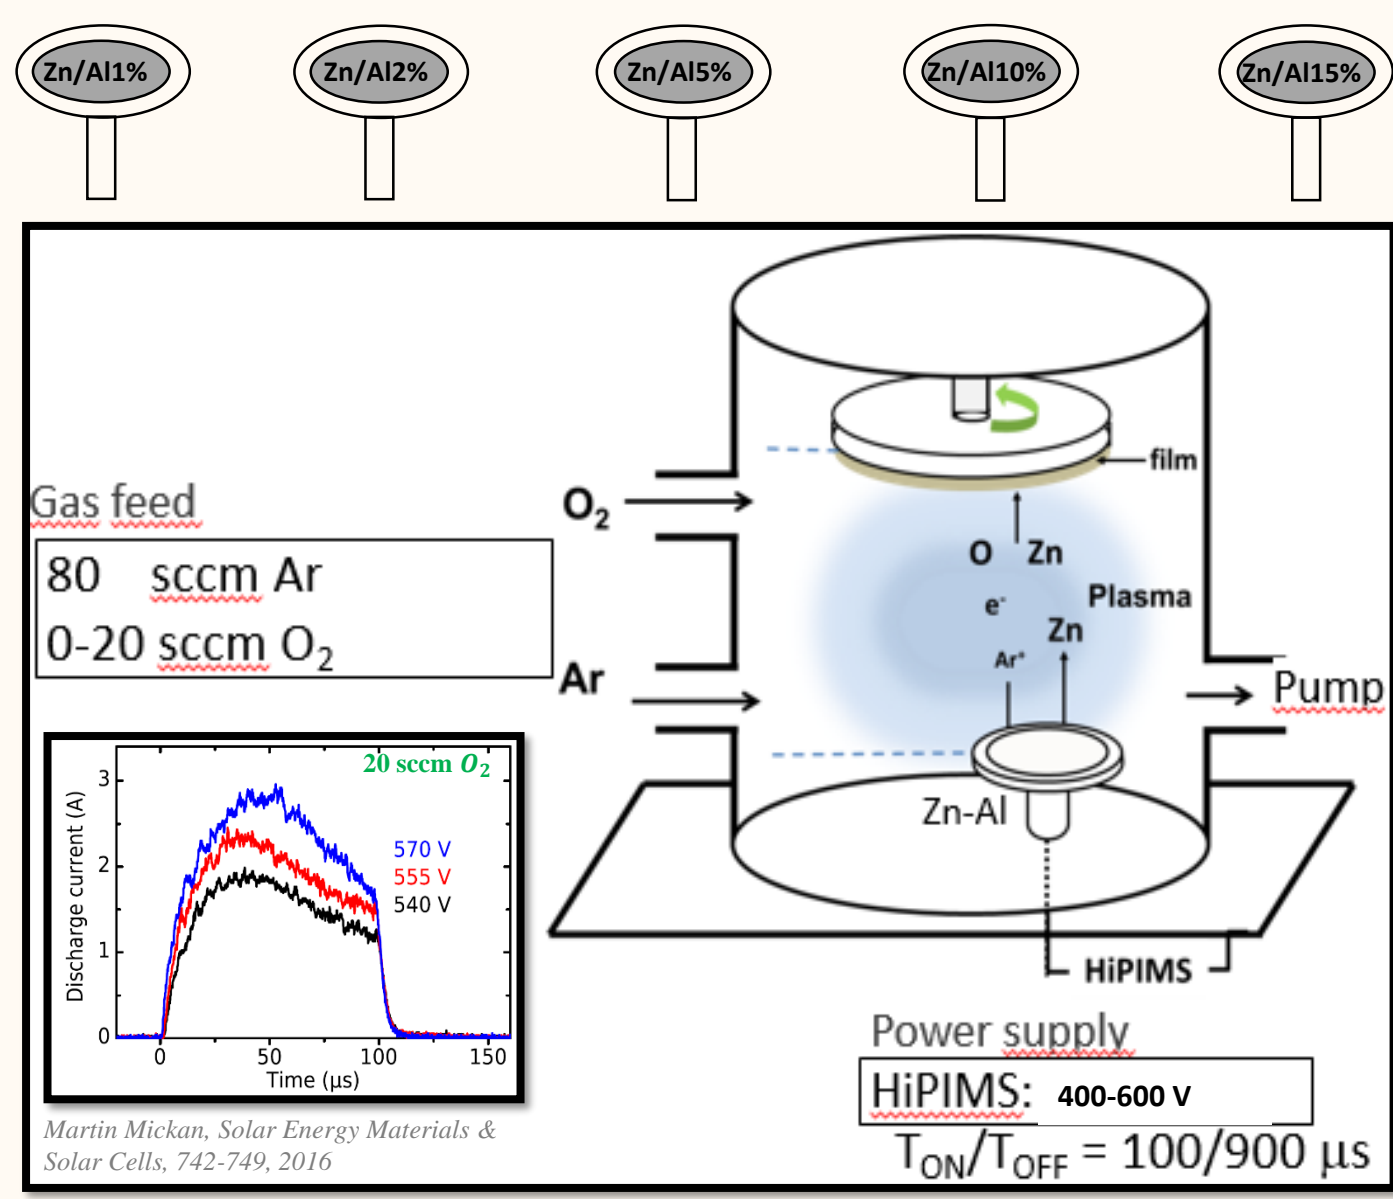 Zn/Al1%
Zn/Al2%
Zn/Al5%
Zn/Al10%
Zn/Al15%
film
Gas feed
O₂
80 sccm Ar
0-20 sccm O₂
O Zn
e⁻
Plasma
Zn
Ar⁺
Ar
Pump
Zn-Al
HiPIMS
20 sccm O₂
570 V
555 V
540 V
Discharge current (A)
3
2
1
0
0 50 100 150
Time (µs)
Martin Mickan, Solar Energy Materials &
Solar Cells, 742-749, 2016
Power supply
HiPIMS: 400-600 V
T_ON/T_OFF = 100/900 µs